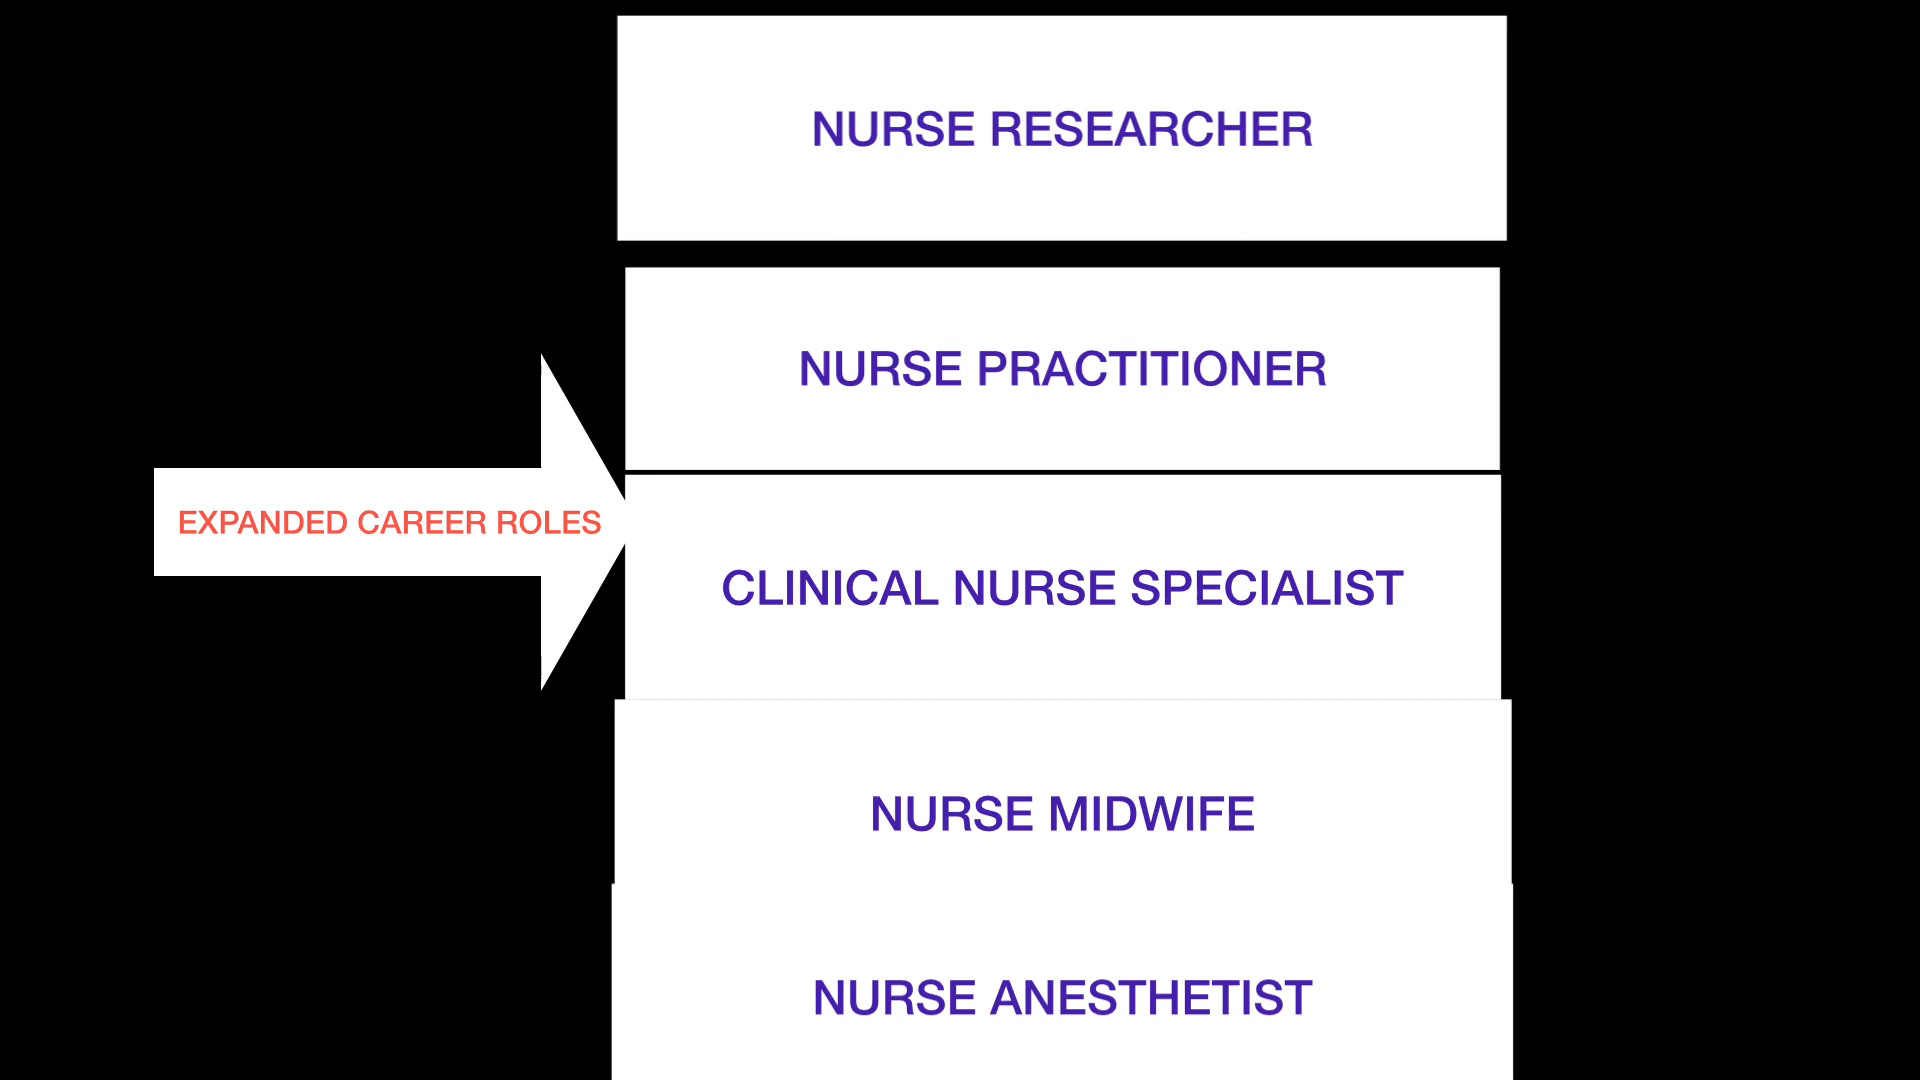 NURSE RESEARCHER
NURSE PRACTITIONER
EXPANDED CAREER ROLES
CLINICAL NURSE SPECIALIST
NURSE MIDWIFE
NURSE ANESTHETIST